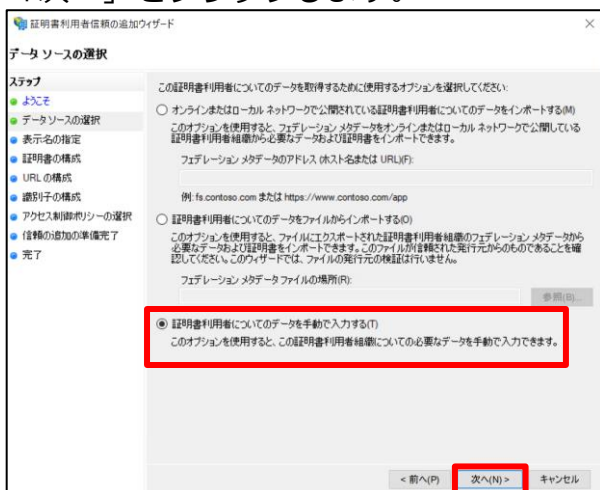 証明書利用者信頼の追加ウィザード
データ ソースの選択
ステップ
ようこそ
データ ソースの選択
表示名の指定
証明書の構成
URL の構成
識別子の構成
アクセス制御ポリシーの選択
信頼の追加の準備完了
完了
この証明書利用者についてのデータを取得するために使用するオプションを選択してください:
オンラインまたはローカル ネットワークで公開されている証明書利用者についてのデータをインポートする(M)
このオプションを使用すると、フェデレーション メタデータをオンラインまたはローカル ネットワークで公開している
証明書利用者組織から必要なデータおよび証明書をインポートできます。
フェデレーション メタデータのアドレス (ホスト名または URL)(F):
例: fs.contoso.com または https://www.contoso.com/app
証明書利用者についてのデータをファイルからインポートする(O)
このオプションを使用すると、ファイルにエクスポートされた証明書利用者組織のフェデレーション メタデータから
必要なデータおよび証明書をインポートできます。このファイルが信頼された発行元からのものであることを確
認してください。このウィザードでは、ファイルの発行元の検証は行いません。
フェデレーション メタデータ ファイルの場所(R):
参照(B)...
証明書利用者についてのデータを手動で入力する(T)
このオプションを使用すると、この証明書利用者組織についての必要なデータを手動で入力できます。
< 前へ(P)
次へ(N) >
キャンセル